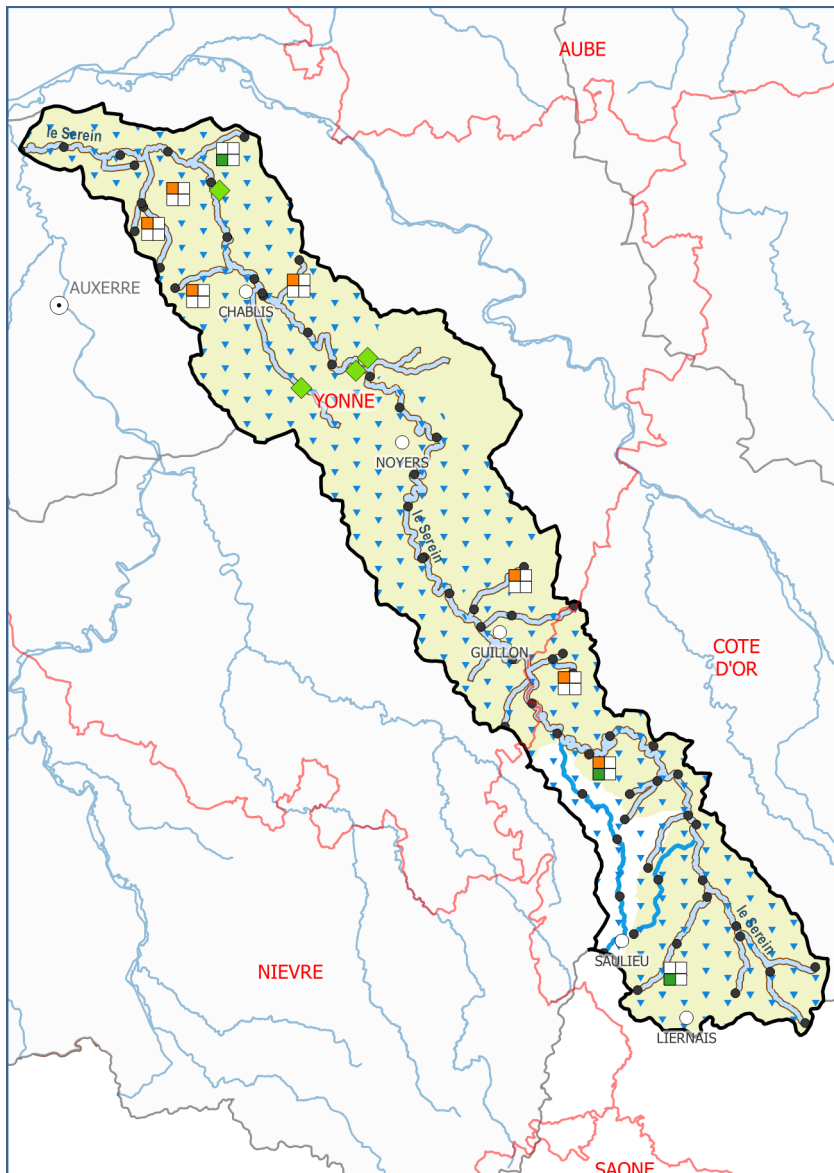 AUBE
le Serein
AUXERRE
CHABLIS
YONNE
NOYERS
le Serein
GUILLON
COTE
D'OR
le Serein
SAULIEU
NIEVRE
LIERNAIS
SAONE